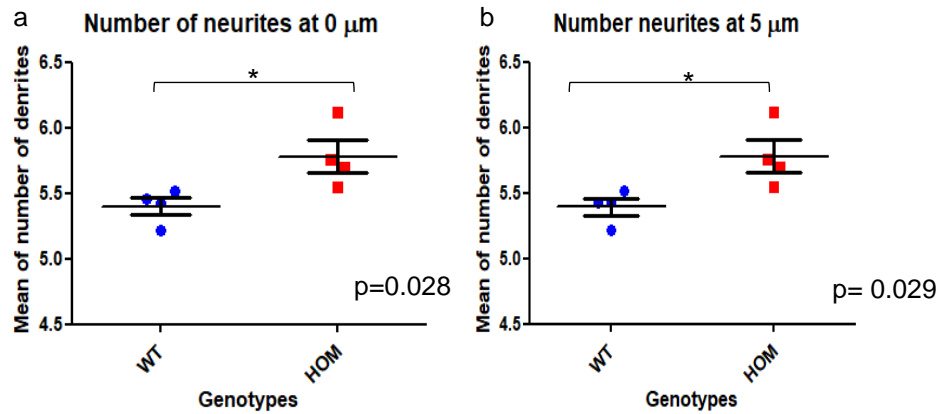 a
Number of neurites at 0 μm
Mean of number of denrites
6.5
6.0
5.5
5.0
4.5
*
p=0.028
WT
HOM
Genotypes
b
Number neurites at 5 μm
Mean of number of denrites
6.5
6.0
5.5
5.0
4.5
*
p= 0.029
WT
HOM
Genotypes